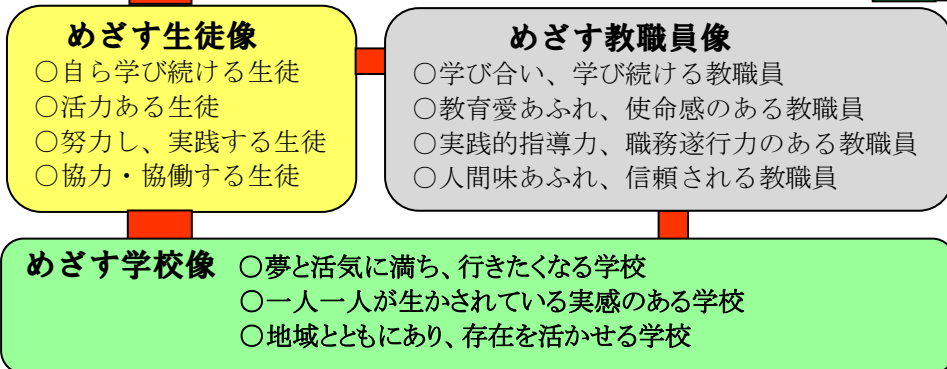 めざす生徒像
○自ら学び続ける生徒
○活力ある生徒
○努力し、実践する生徒
○協力・協働する生徒
めざす教職員像
○学び合い、学び続ける教職員
○教育愛あふれ、使命感のある教職員
○実践的指導力、職務遂行力のある教職員
○人間味あふれ、信頼される教職員
めざす学校像 ○夢と活気に満ち、行きたくなる学校
○一人一人が生かされている実感のある学校
○地域とともにあり、存在を活かせる学校